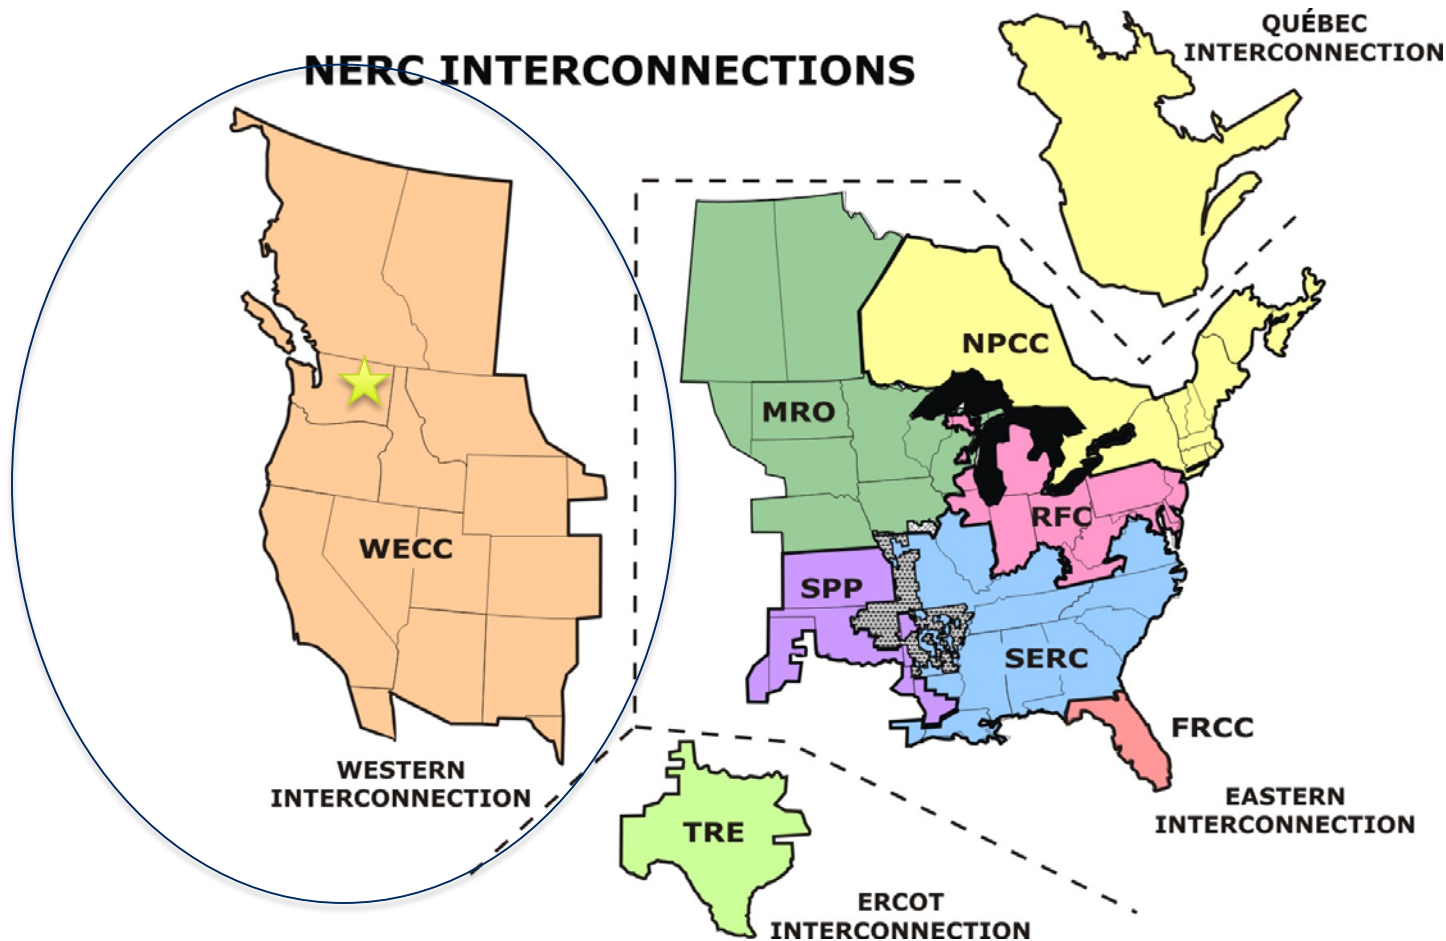 NERC INTERCONNECTIONS
QUÉBEC
INTERCONNECTION
NPCC
MRO
RFC
WECC
SPP
SERC
FRCC
WESTERN
INTERCONNECTION
EASTERN
INTERCONNECTION
TRE
ERCOT
INTERCONNECTION